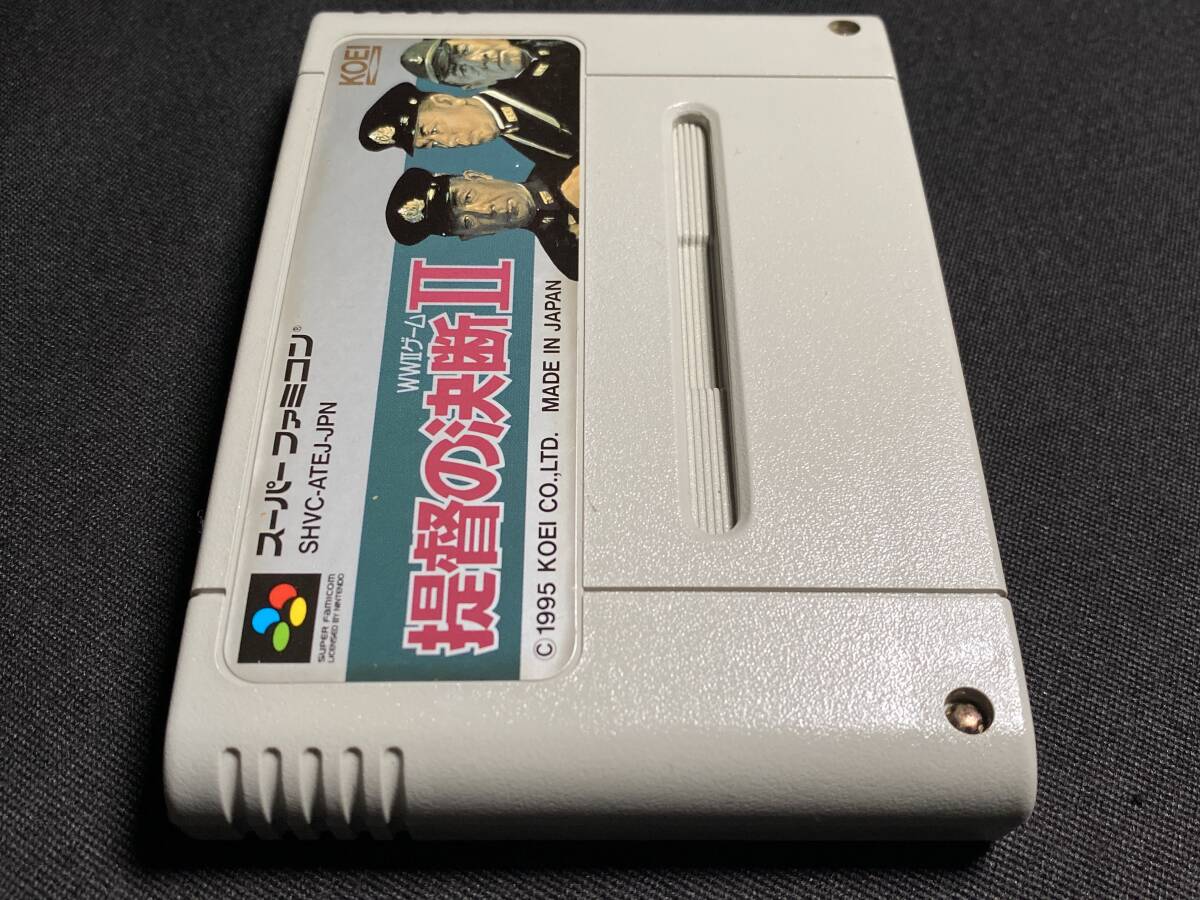 スーパーファミコン®
SHVC-ATEJ-JPN
KOEI
SUPER FAMICOM
LICENSED BY NINTENDO
WWIIゲーム
提督の決断II
©1995 KOEI CO.,LTD. MADE IN JAPAN